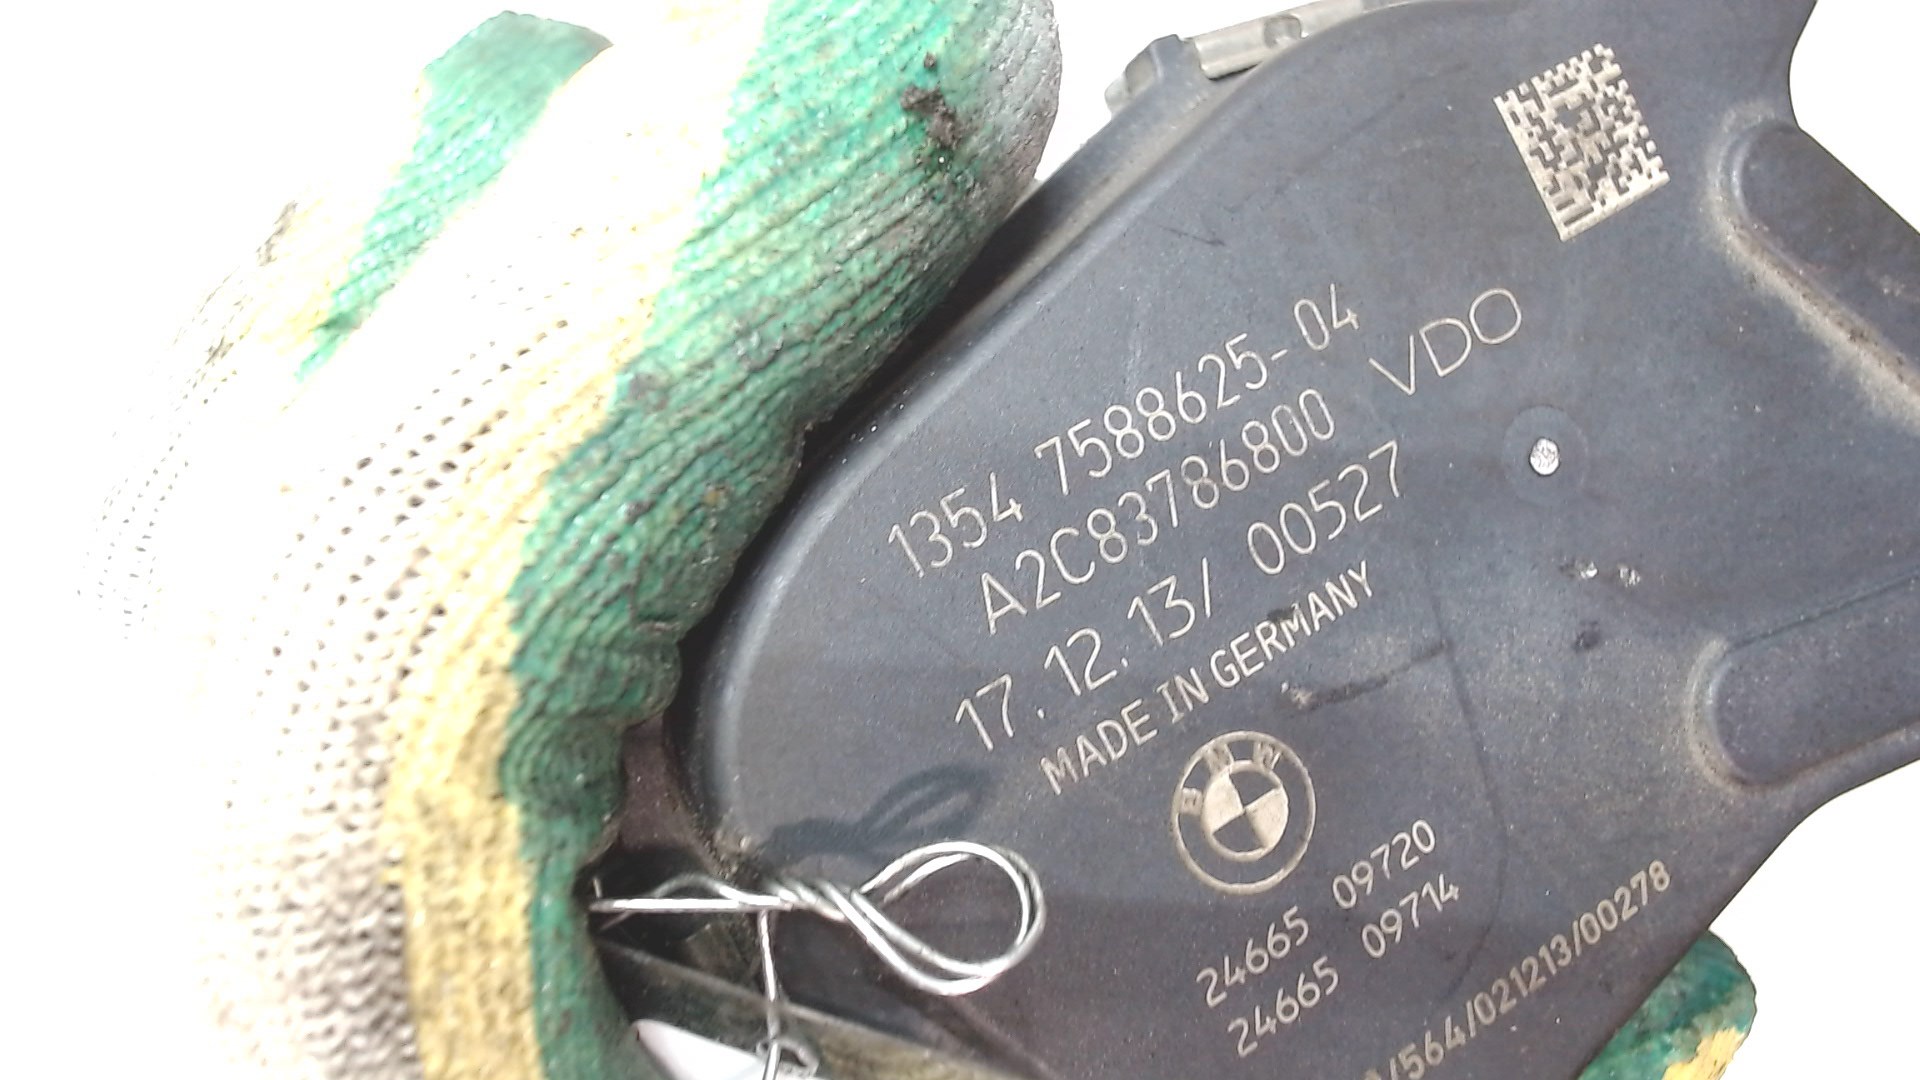 1354 7588625-04
A2C83786800 VDO
17.12.13/ 00527
MADE IN GERMANY
BMW
24665 09720
24665 09714
/564/021213/00278